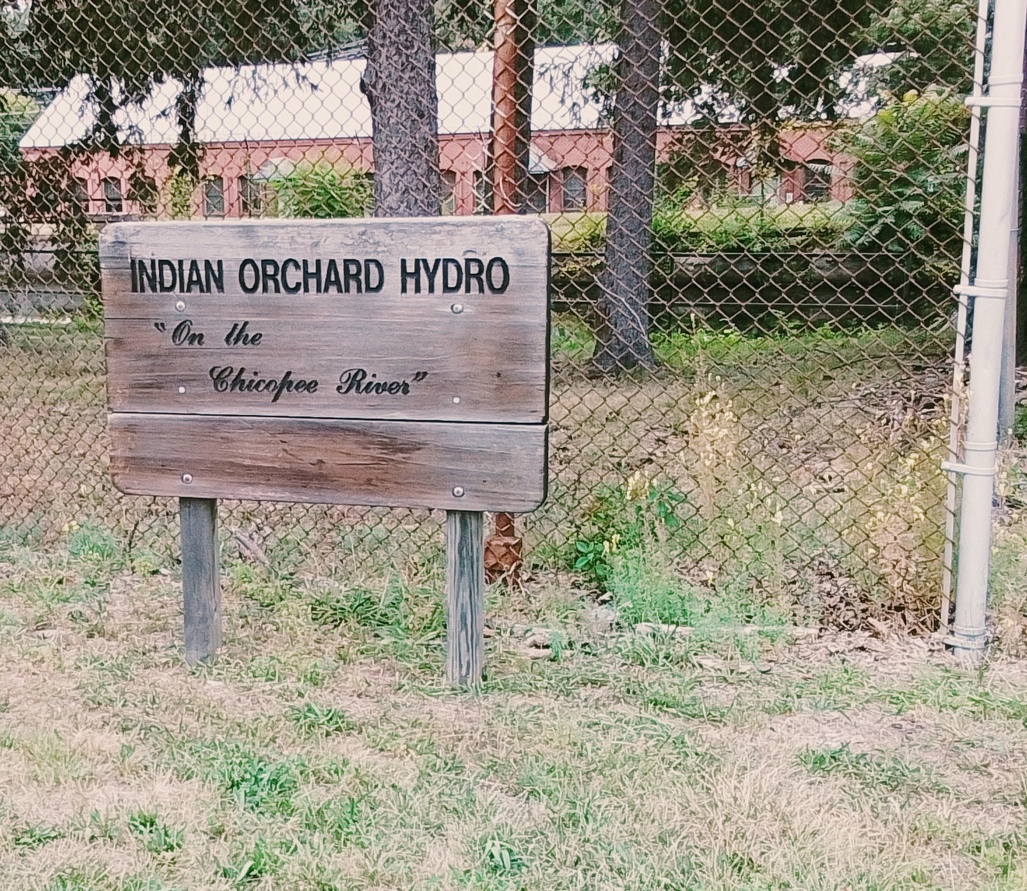 INDIAN ORCHARD HYDRO
“On the
Chicopee River”